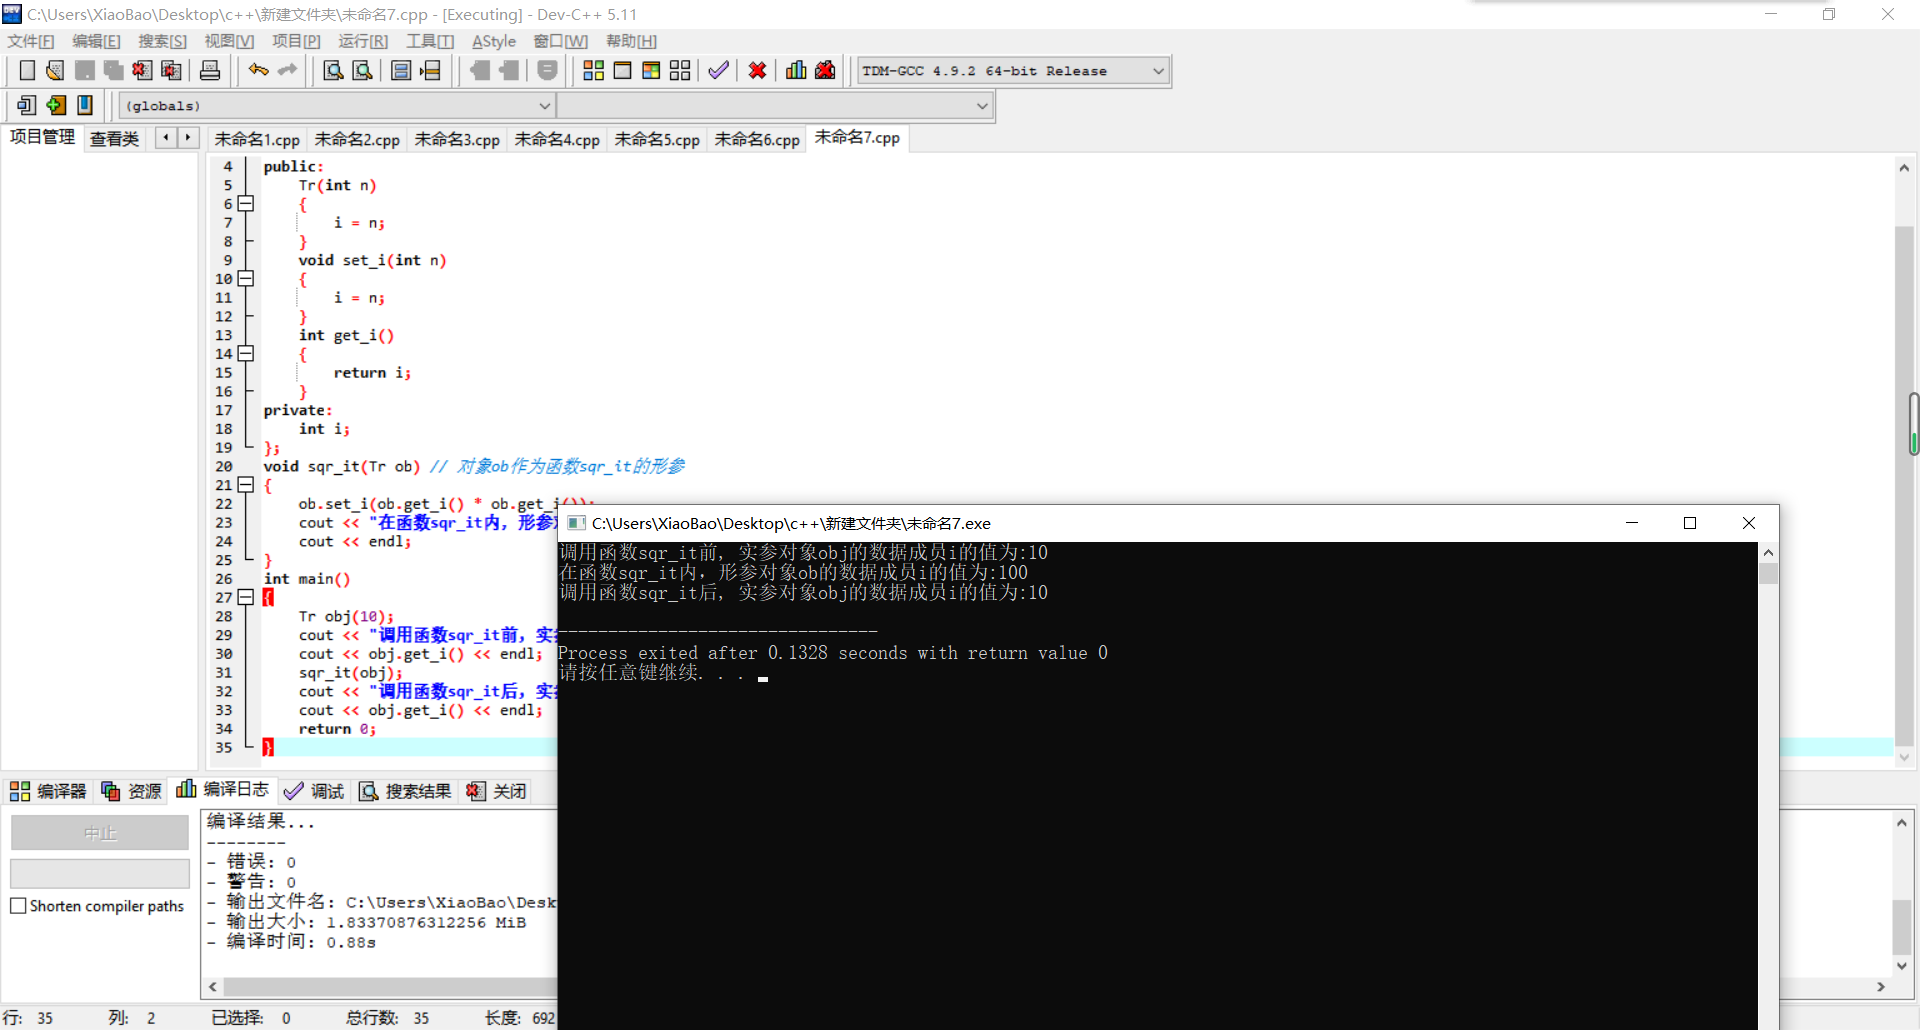 C:\Users\XiaoBao\Desktop\c++\新建文件夹\未命名7.cpp - [Executing] - Dev-C++ 5.11
文件[F] 编辑[E] 搜索[S] 视图[V] 项目[P] 运行[R] 工具[T] AStyle 窗口[W] 帮助[H]
TDM-GCC 4.9.2 64-bit Release
(globals)
项目管理 查看类 未命名1.cpp 未命名2.cpp 未命名3.cpp 未命名4.cpp 未命名5.cpp 未命名6.cpp 未命名7.cpp
4 public:
5 Tr(int n)
6 {
7 i = n;
8 }
9 void set_i(int n)
10 {
11 i = n;
12 }
13 int get_i()
14 {
15 return i;
16 }
17 private:
18 int i;
19 };
20 void sqr_it(Tr ob) // 对象ob作为函数sqr_it的形参
21 {
22 ob.set_i(ob.get_i() * ob.get_i());
23 cout << "在函数sqr_it内，形参
24 cout << endl;
25 }
26 int main()
27 {
28 Tr obj(10);
29 cout << "调用函数sqr_it前，实
30 cout << obj.get_i() << endl;
31 sqr_it(obj);
32 cout << "调用函数sqr_it后，实
33 cout << obj.get_i() << endl;
34 return 0;
35 }
C:\Users\XiaoBao\Desktop\c++\新建文件夹\未命名7.exe
调用函数sqr_it前，实参对象obj的数据成员i的值为:10
在函数sqr_it内，形参对象ob的数据成员i的值为:100
调用函数sqr_it后，实参对象obj的数据成员i的值为:10
--------------------------------
Process exited after 0.1328 seconds with return value 0
请按任意键继续. . .
编译器 资源 编译日志 调试 搜索结果 关闭
中止
Shorten compiler paths
编译结果...
--------
- 错误: 0
- 警告: 0
- 输出文件名: C:\Users\XiaoBao\Desk
- 输出大小: 1.83370876312256 MiB
- 编译时间: 0.88s
行: 35 列: 2 已选择: 0 总行数: 35 长度: 692